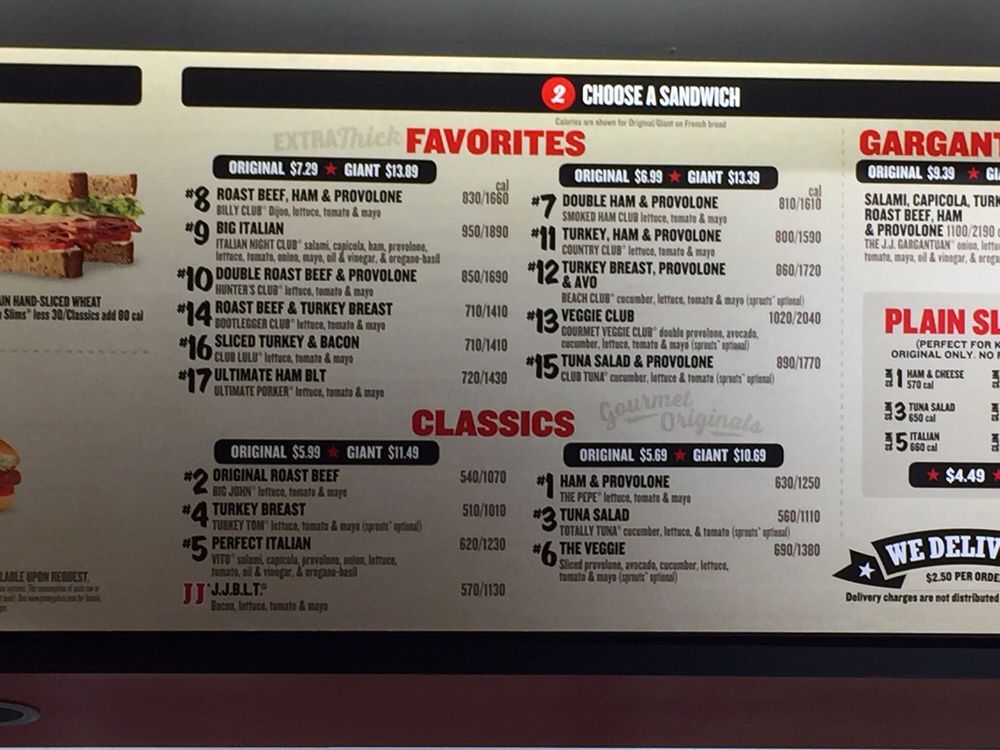 2 CHOOSE A SANDWICH
Calories are shown for Original/Giant on French bread
EXTRA Thick FAVORITES
ORIGINAL $7.29 ★ GIANT $13.89
cal
#8 ROAST BEEF, HAM & PROVOLONE 830/1660
BILLY CLUB® Dijon, lettuce, tomato & mayo
#9 BIG ITALIAN 950/1890
ITALIAN NIGHT CLUB® salami, capicola, ham, provolone,
lettuce, tomato, onion, mayo, oil & vinegar, & oregano-basil
#10 DOUBLE ROAST BEEF & PROVOLONE 850/1690
HUNTER'S CLUB® lettuce, tomato & mayo
#14 ROAST BEEF & TURKEY BREAST 710/1410
BOOTLEGGER CLUB® lettuce, tomato & mayo
#16 SLICED TURKEY & BACON 710/1410
CLUB LULU® lettuce, tomato & mayo
#17 ULTIMATE HAM BLT 720/1430
ULTIMATE PORKER® lettuce, tomato & mayo
ORIGINAL $6.99 ★ GIANT $13.39
cal
#7 DOUBLE HAM & PROVOLONE 810/1610
SMOKED HAM CLUB lettuce, tomato & mayo
#11 TURKEY, HAM & PROVOLONE 800/1590
COUNTRY CLUB® lettuce, tomato & mayo
#12 TURKEY BREAST, PROVOLONE 860/1720
& AVO
BEACH CLUB® cucumber, lettuce, tomato & mayo (sprouts* optional)
#13 VEGGIE CLUB 1020/2040
GOURMET VEGGIE CLUB® double provolone, avocado,
cucumber, lettuce, tomato & mayo (sprouts* optional)
#15 TUNA SALAD & PROVOLONE 890/1770
CLUB TUNA® cucumber, lettuce & tomato (sprouts* optional)
CLASSICS
Gourmet
Originals
ORIGINAL $5.99 ★ GIANT $11.49
#2 ORIGINAL ROAST BEEF 540/1070
BIG JOHN® lettuce, tomato & mayo
#4 TURKEY BREAST 510/1010
TURKEY TOM® lettuce, tomato & mayo (sprouts* optional)
#5 PERFECT ITALIAN 620/1230
VITO® salami, capicola, provolone, onion, lettuce,
tomato, oil & vinegar, & oregano-basil
JJ J.J.B.L.T.® 570/1130
Bacon, lettuce, tomato & mayo
ORIGINAL $5.69 ★ GIANT $10.69
#1 HAM & PROVOLONE 630/1250
THE PEPE® lettuce, tomato & mayo
#3 TUNA SALAD 560/1110
TOTALLY TUNA® cucumber, lettuce, & tomato (sprouts* optional)
#6 THE VEGGIE 690/1380
Sliced provolone, avocado, cucumber, lettuce,
tomato & mayo (sprouts* optional)
GARGANT
ORIGINAL $9.39 ★ GI
SALAMI, CAPICOLA, TURK
ROAST BEEF, HAM
& PROVOLONE 1100/2190 c
THE J.J. GARGANTUAN® onion, lettu
tomato, mayo, oil & vinegar, & orega
PLAIN SL
(PERFECT FOR K
ORIGINAL ONLY. NO
SLIM 1 HAM & CHEESE
570 cal
SLIM 3 TUNA SALAD
650 cal
SLIM 5 ITALIAN
660 cal
★ $4.49 ★
WE DELIV
$2.50 PER ORDE
Delivery charges are not distributed
AIN HAND-SLICED WHEAT
Slims® less 30/Classics add 80 cal
LABLE UPON REQUEST.